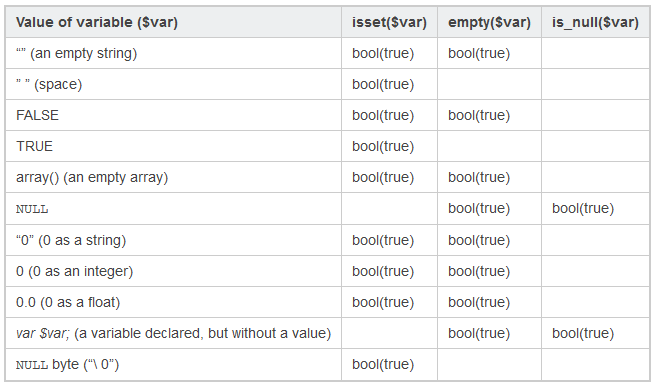 Value of variable ($var) isset($var) empty($var) is_null($var)
“” (an empty string) bool(true) bool(true)
” ” (space) bool(true)
FALSE bool(true) bool(true)
TRUE bool(true)
array() (an empty array) bool(true) bool(true)
NULL bool(true) bool(true)
“0” (0 as a string) bool(true) bool(true)
0 (0 as an integer) bool(true) bool(true)
0.0 (0 as a float) bool(true) bool(true)
var $var; (a variable declared, but without a value) bool(true) bool(true)
NULL byte (“\ 0”) bool(true)